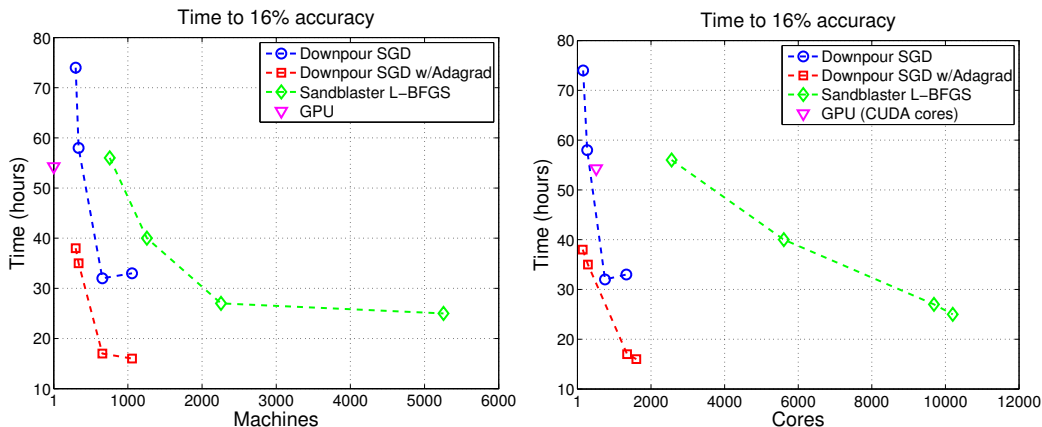 Time to 16% accuracy
80
70
60
50
40
30
20
10
Time (hours)
1 1000 2000 3000 4000 5000 6000
Machines
Downpour SGD
Downpour SGD w/Adagrad
Sandblaster L−BFGS
GPU
Time to 16% accuracy
80
70
60
50
40
30
20
10
Time (hours)
1 2000 4000 6000 8000 10000 12000
Cores
Downpour SGD
Downpour SGD w/Adagrad
Sandblaster L−BFGS
GPU (CUDA cores)